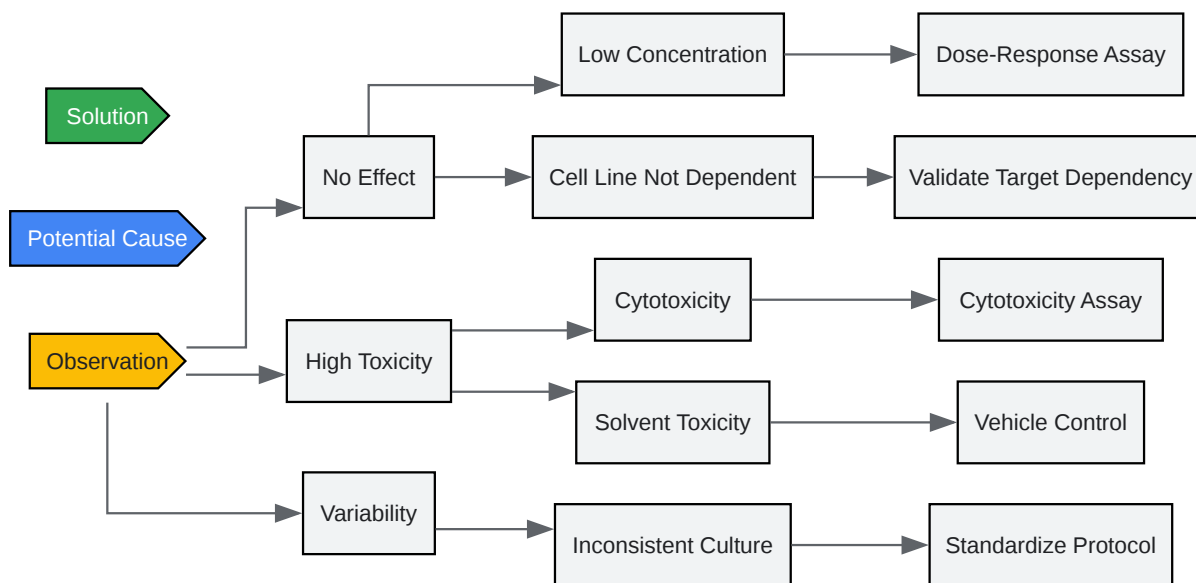 Solution
Potential Cause
Observation
No Effect
High Toxicity
Variability
Low Concentration
Cell Line Not Dependent
Cytotoxicity
Solvent Toxicity
Inconsistent Culture
Dose-Response Assay
Validate Target Dependency
Cytotoxicity Assay
Vehicle Control
Standardize Protocol